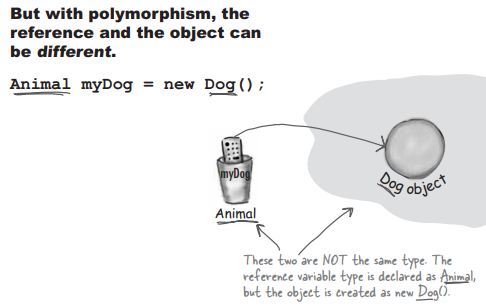 But with polymorphism, the
reference and the object can
be different.
Animal myDog = new Dog();
myDog
Dog object
Animal
These two are NOT the same type. The
reference variable type is declared as Animal,
but the object is created as new Dog().